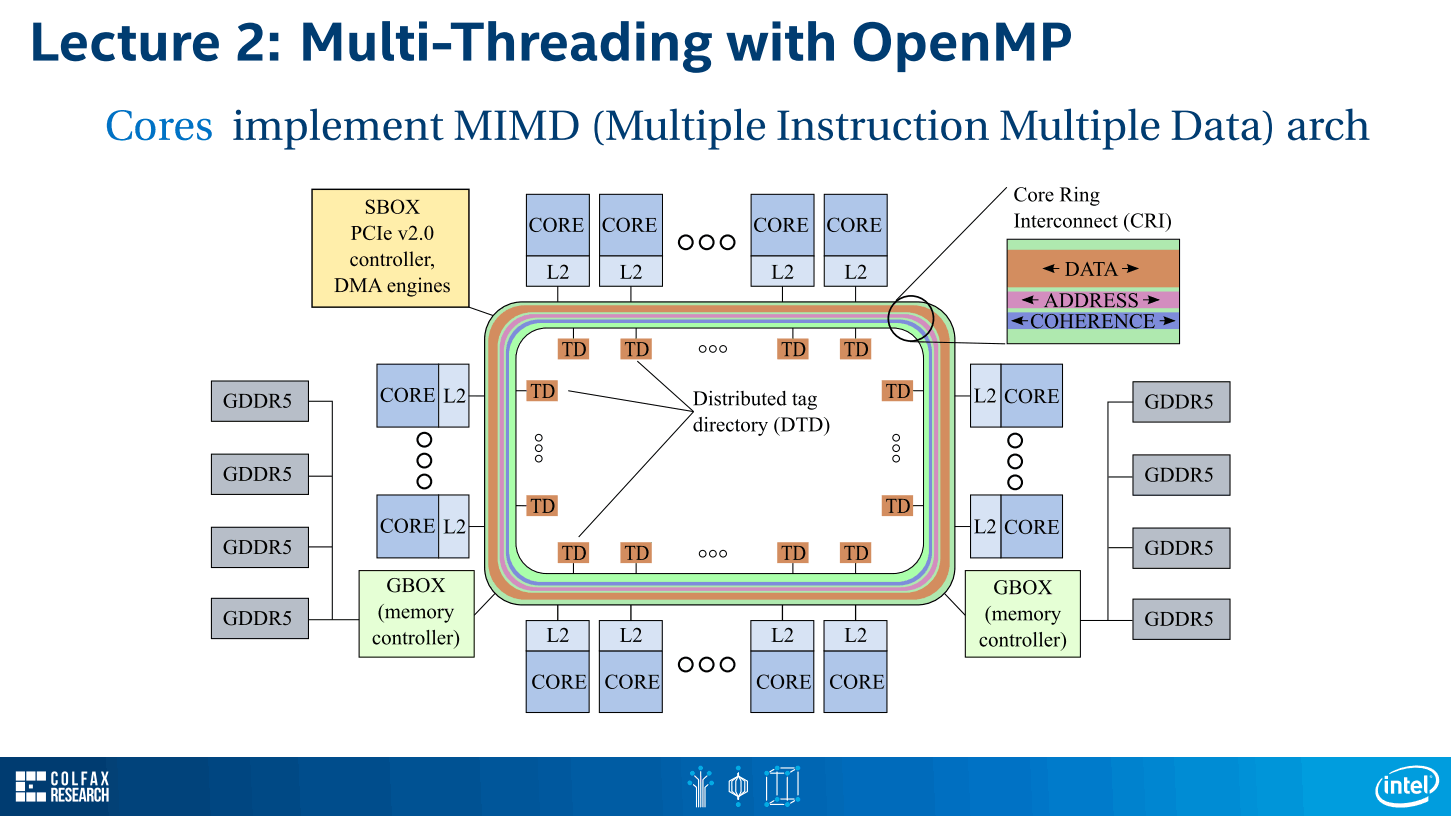 Lecture 2: Multi-Threading with OpenMP
Cores implement MIMD (Multiple Instruction Multiple Data) arch
SBOX
PCIe v2.0
controller,
DMA engines
CORE
L2
CORE
L2
CORE
L2
CORE
L2
Core Ring
Interconnect (CRI)
DATA
ADDRESS
COHERENCE
TD
TD
TD
TD
TD
TD
Distributed tag
directory (DTD)
TD
TD
TD
TD
TD
TD
CORE L2
CORE L2
L2 CORE
L2 CORE
GDDR5
GDDR5
GDDR5
GDDR5
GBOX
(memory
controller)
GBOX
(memory
controller)
GDDR5
GDDR5
GDDR5
GDDR5
L2
CORE
L2
CORE
L2
CORE
L2
CORE
COLFAX
RESEARCH
intel